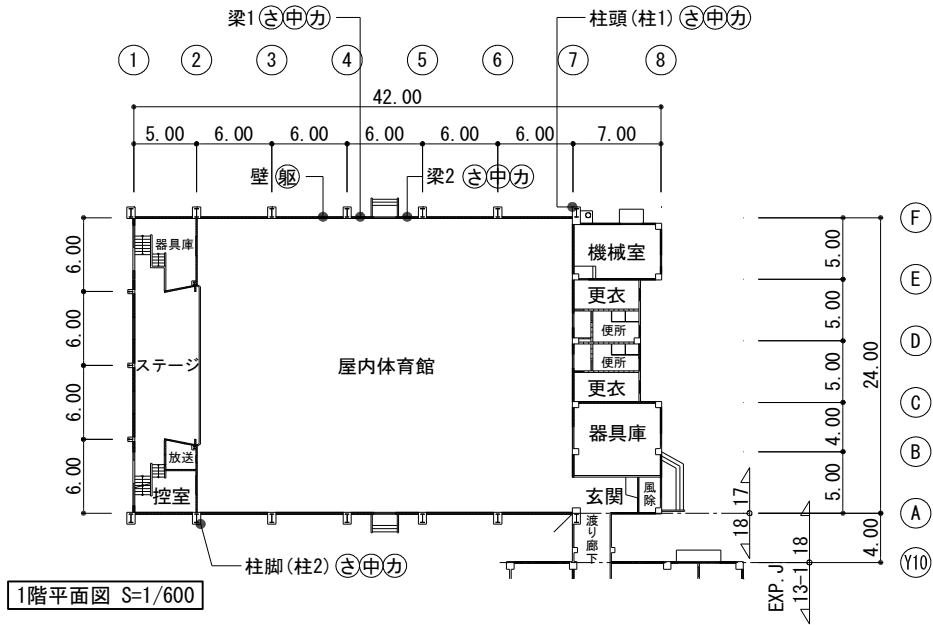 梁1 さ 中 カ
柱頭(柱1) さ 中 カ
1 2 3 4 5 6 7 8
42.00
5.00 6.00 6.00 6.00 6.00 6.00 7.00
壁 躯
梁2 さ 中 カ
6.00
6.00
6.00
6.00
器具庫
ステージ
放送
控室
屋内体育館
機械室
更衣
便所
便所
更衣
器具庫
玄関
風除
渡り廊下
5.00
5.00
5.00
4.00
5.00
24.00
4.00
F
E
D
C
B
A
Y10
18 17
EXP.J
13-1 18
柱脚(柱2) さ 中 カ
1階平面図 S=1/600